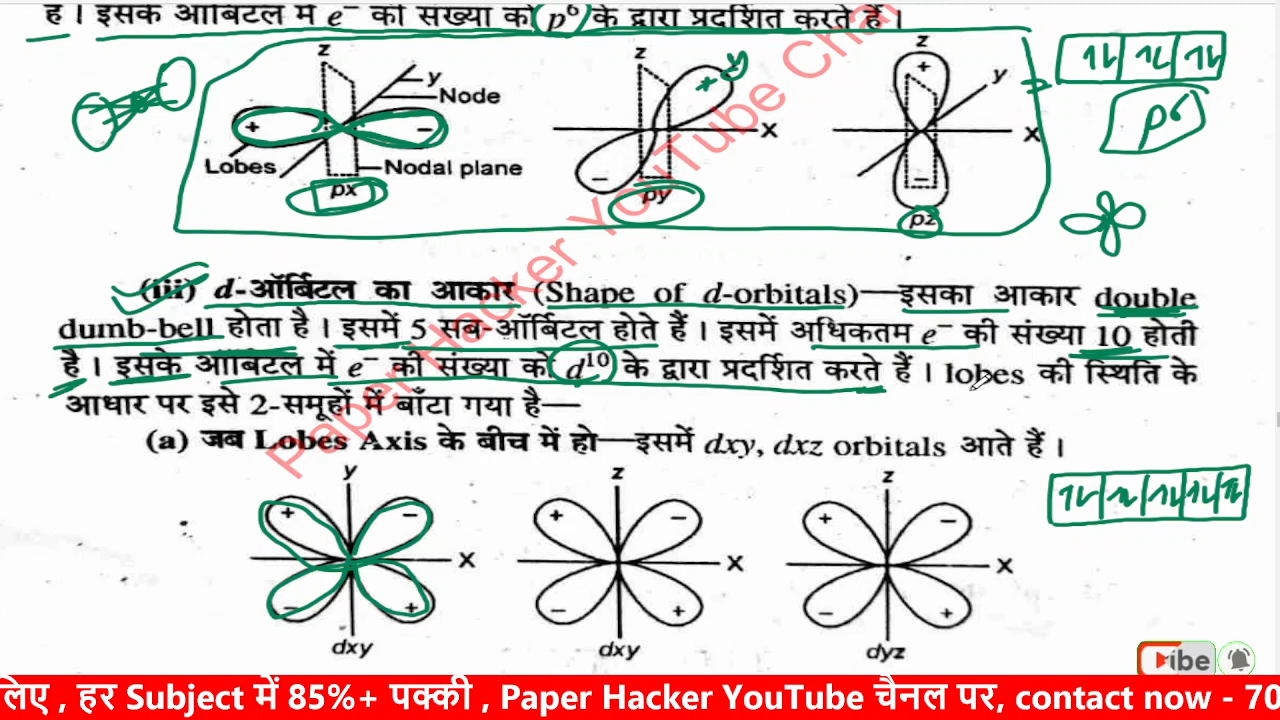 है। इसके ऑर्बिटल में e⁻ की संख्या को p⁶ के द्वारा प्रदर्शित करते हैं।
z z z
y y y
Node
+ − + +
X X
Lobes Nodal plane − −
px py pz
p6
(iii) d-ऑर्बिटल का आकार (Shape of d-orbitals)—इसका आकार double
dumb-bell होता है। इसमें 5 सब-ऑर्बिटल होते हैं। इसमें अधिकतम e⁻ की संख्या 10 होती
है। इसके ऑबिटल में e⁻ की संख्या को d¹⁰ के द्वारा प्रदर्शित करते हैं। lobes की स्थिति के
आधार पर इसे 2-समूहों में बाँटा गया है—
(a) जब Lobes Axis के बीच में हो—इसमें dxy, dxz orbitals आते हैं।
y z z
+ − + − + −
X X X
− + − + − +
dxy dxy dyz
Paper Hacker YouTube Cha
ibe
लिए , हर Subject में 85%+ पक्की , Paper Hacker YouTube चैनल पर, contact now - 70